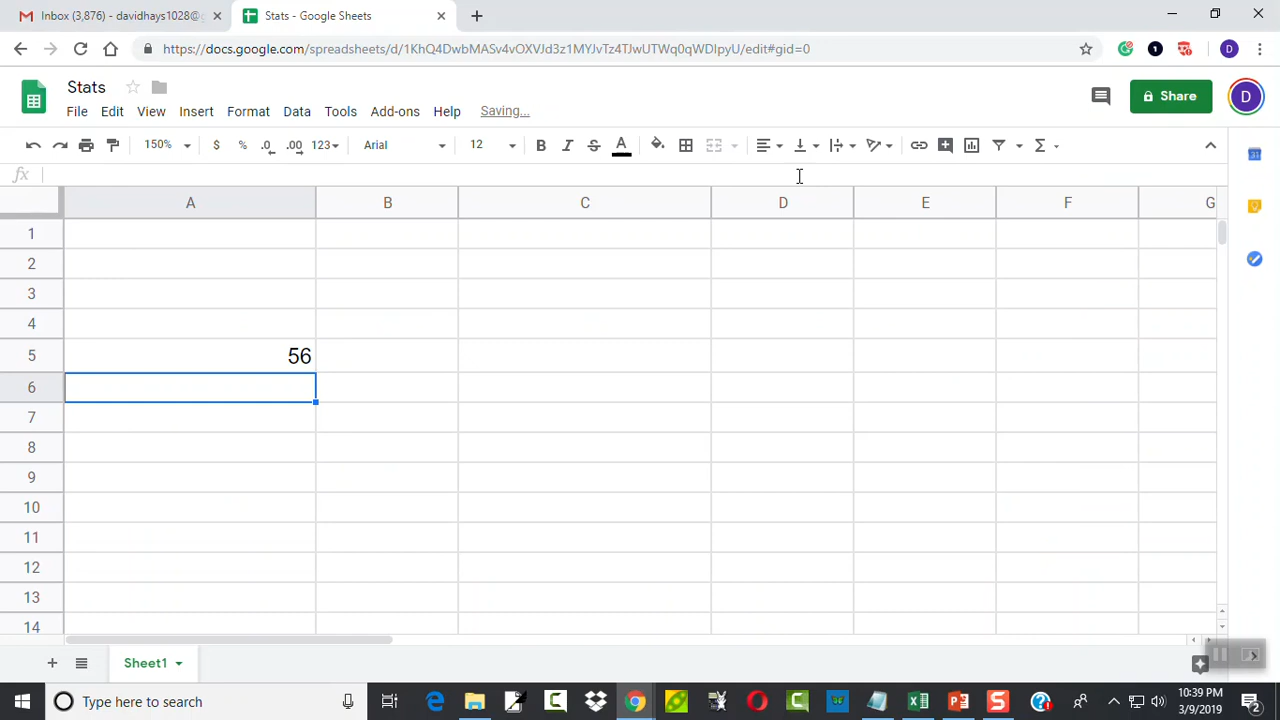 Inbox (3,876) - davidhays1028@g
Stats - Google Sheets
https://docs.google.com/spreadsheets/d/1KhQ4DwbMASv4vOXVJd3z1MYJvTz4TJwUTWq0qWDIpyU/edit#gid=0
D
Stats
File Edit View Insert Format Data Tools Add-ons Help Saving...
Share
D
150% $ % .0 .00 123 Arial 12 B I S A Σ
fx
A B C D E F G
1
2
3
4
5 56
6
7
8
9
10
11
12
13
14
Sheet1
Type here to search
10:39 PM
3/9/2019
2